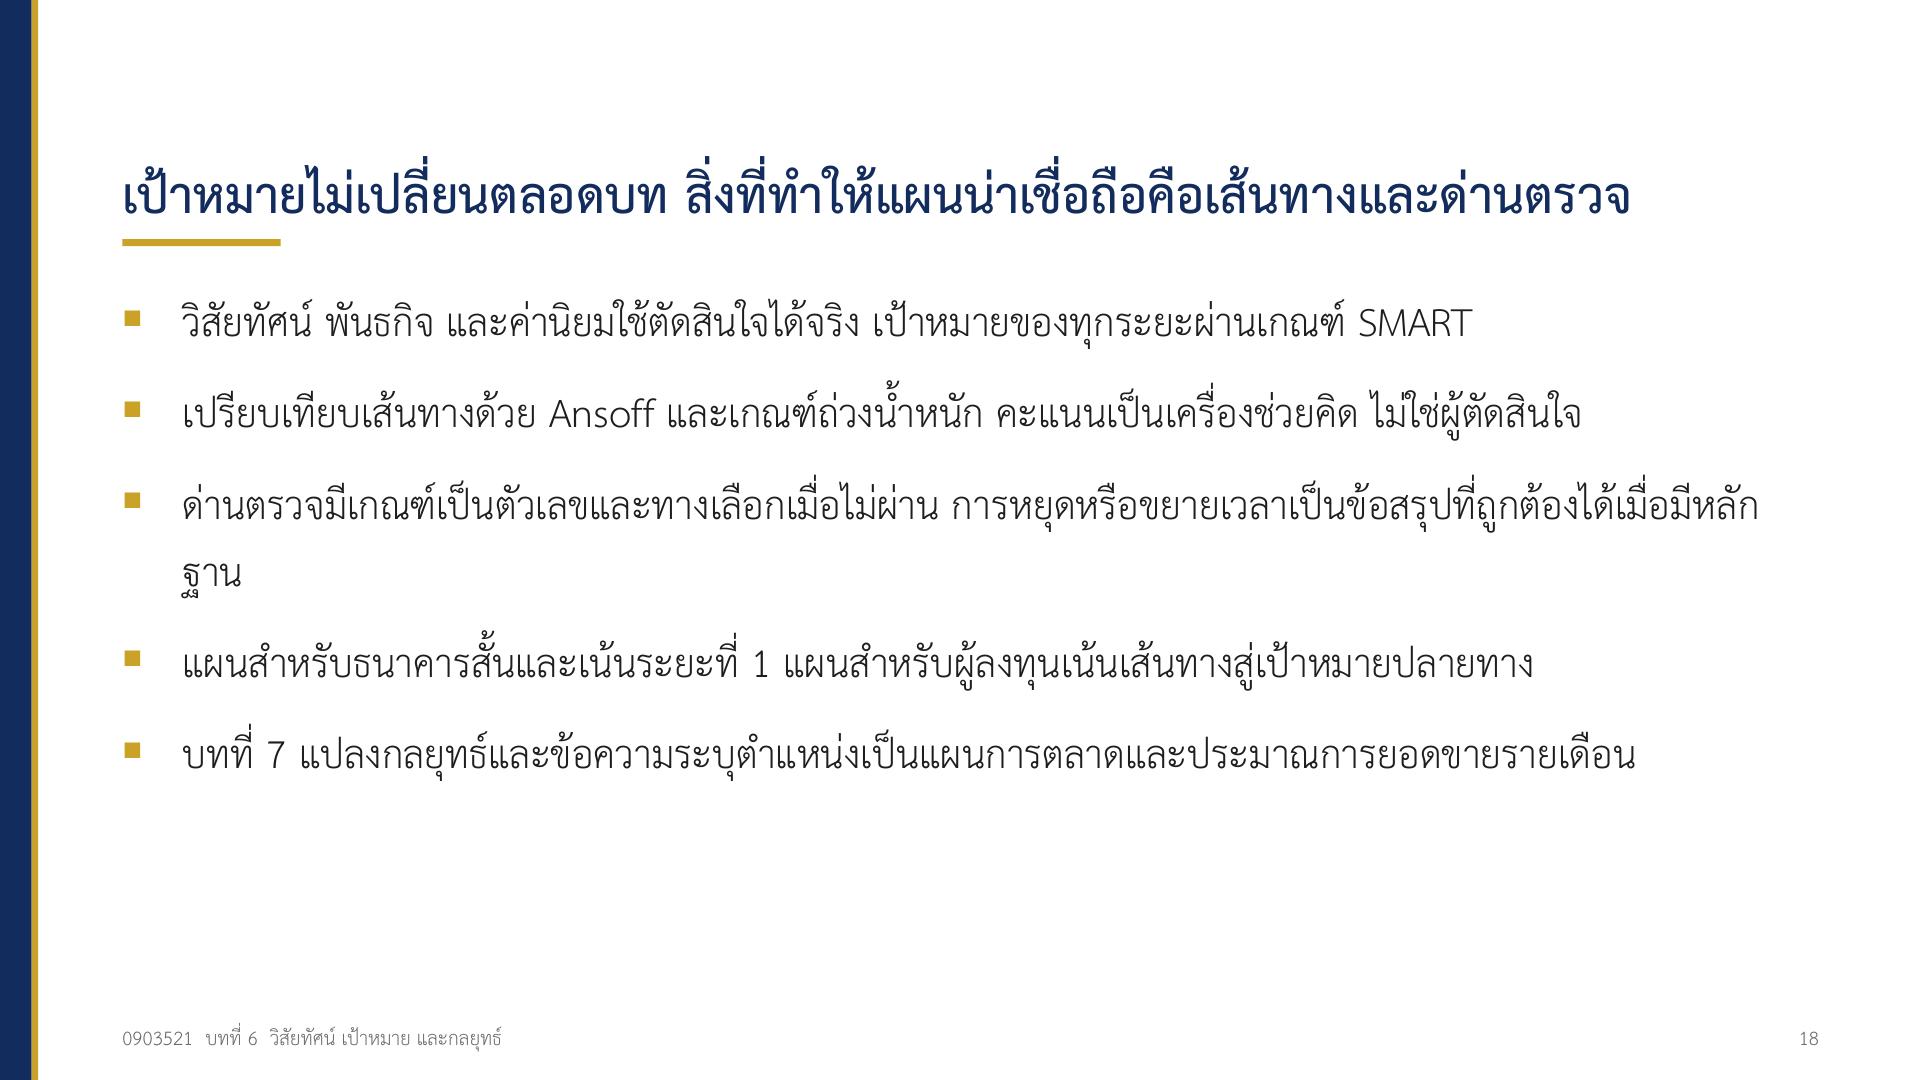 เป้าหมายไม่เปลี่ยนตลอดบท สิ่งที่ทำให้แผนน่าเชื่อถือคือเส้นทางและด่านตรวจ
วิสัยทัศน์ พันธกิจ และค่านิยมใช้ตัดสินใจได้จริง เป้าหมายของทุกระยะผ่านเกณฑ์ SMART
เปรียบเทียบเส้นทางด้วย Ansoff และเกณฑ์ถ่วงน้ำหนัก คะแนนเป็นเครื่องช่วยคิด ไม่ใช่ผู้ตัดสินใจ
ด่านตรวจมีเกณฑ์เป็นตัวเลขและทางเลือกเมื่อไม่ผ่าน การหยุดหรือขยายเวลาเป็นข้อสรุปที่ถูกต้องได้เมื่อมีหลัก
ฐาน
แผนสำหรับธนาคารสั้นและเน้นระยะที่ 1 แผนสำหรับผู้ลงทุนเน้นเส้นทางสู่เป้าหมายปลายทาง
บทที่ 7 แปลงกลยุทธ์และข้อความระบุตำแหน่งเป็นแผนการตลาดและประมาณการยอดขายรายเดือน
0903521 บทที่ 6 วิสัยทัศน์ เป้าหมาย และกลยุทธ์
18